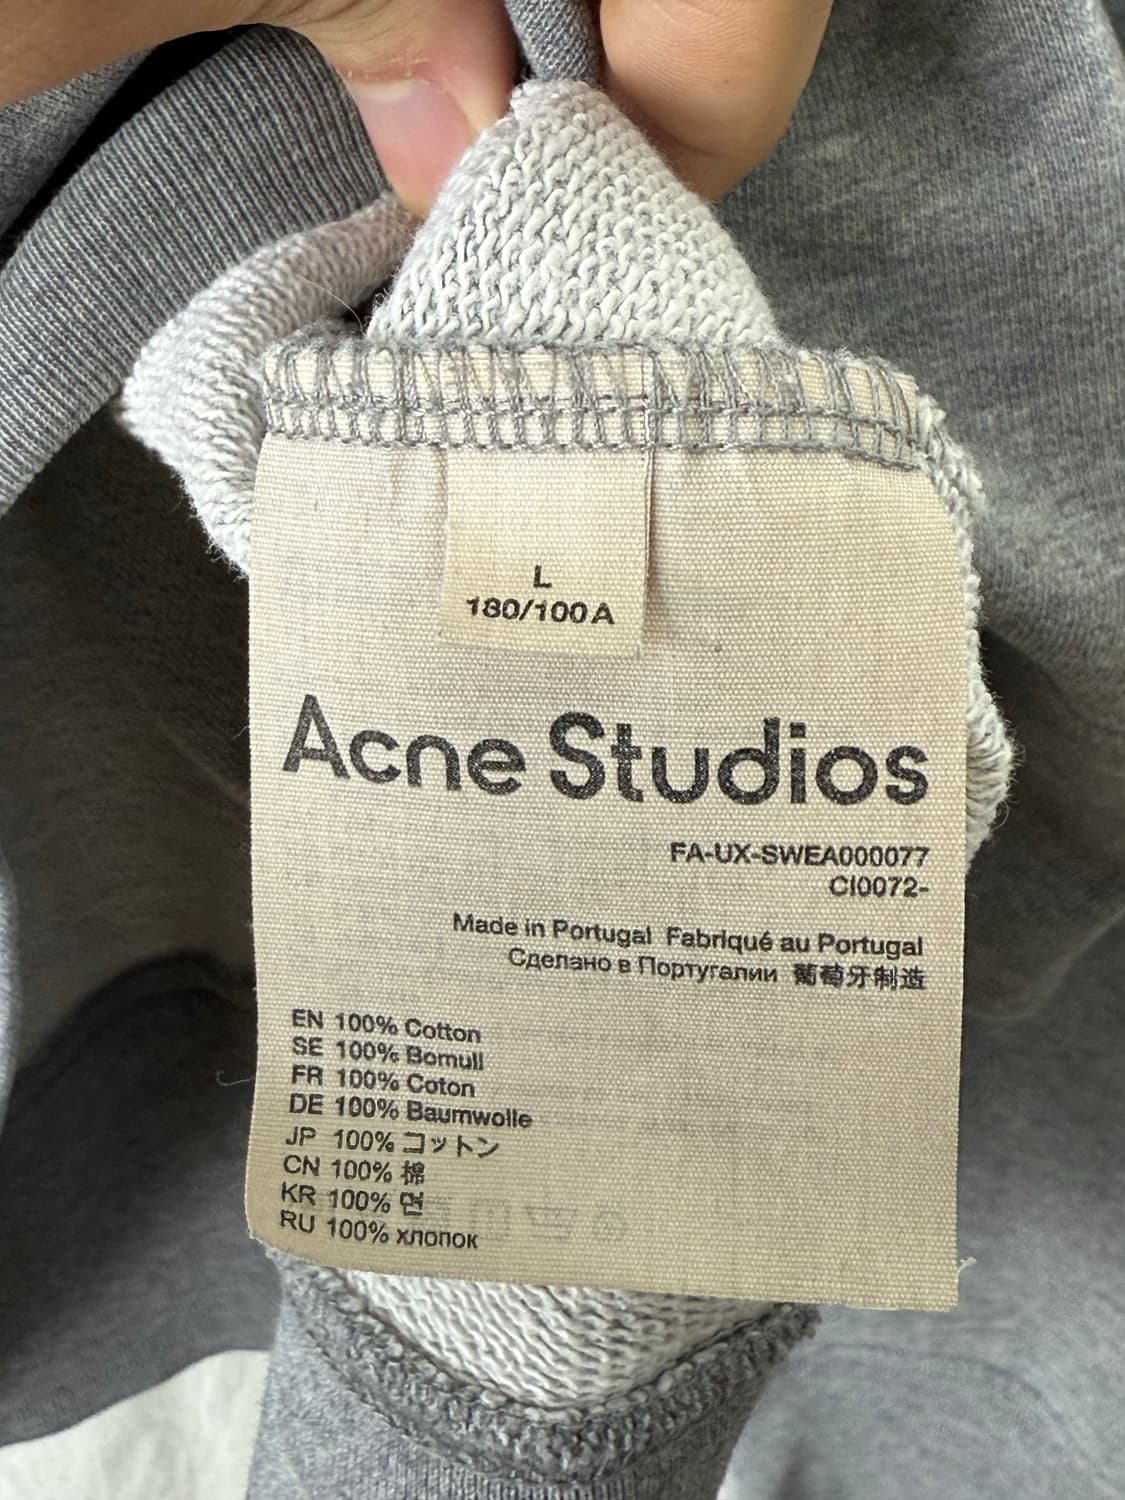 L
180/100A
Acne Studios
FA-UX-SWEA000077
CI0072-
Made in Portugal Fabriqué au Portugal
Сделано в Португалии 葡萄牙制造
EN 100% Cotton
SE 100% Bomull
FR 100% Coton
DE 100% Baumwolle
JP 100% コットン
CN 100% 棉
KR 100% 면
RU 100% хлопок